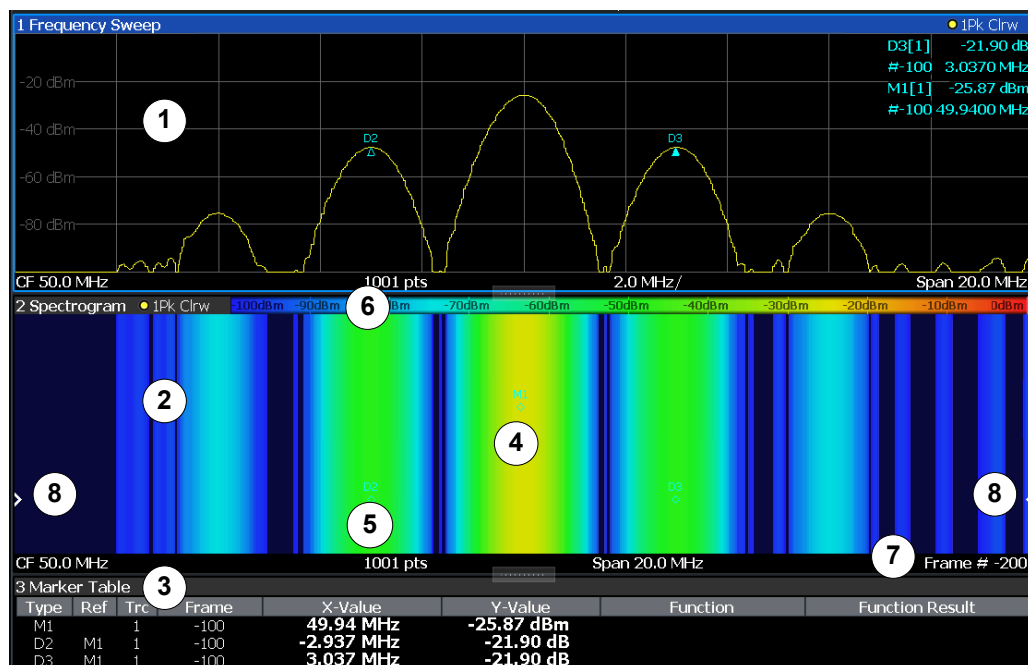 1 Frequency Sweep
1Pk Clrw
D3[1] -21.90 dB
#-100 3.0370 MHz
M1[1] -25.87 dBm
#-100 49.9400 MHz
-20 dBm
1
-40 dBm
D2
D3
-60 dBm
-80 dBm
CF 50.0 MHz 1001 pts 2.0 MHz/ Span 20.0 MHz
2 Spectrogram 1Pk Clrw -100dBm -90dBm 6 dBm -70dBm -60dBm -50dBm -40dBm -30dBm -20dBm -10dBm 0dBm
M1
2
4
D2
D3
8
8
5
7
CF 50.0 MHz 1001 pts Span 20.0 MHz Frame # -200
3 Marker Table 3
Type Ref Trc Frame X-Value Y-Value Function Function Result
M1 1 -100 49.94 MHz -25.87 dBm
D2 M1 1 -100 -2.937 MHz -21.90 dB
D3 M1 1 -100 3.037 MHz -21.90 dB